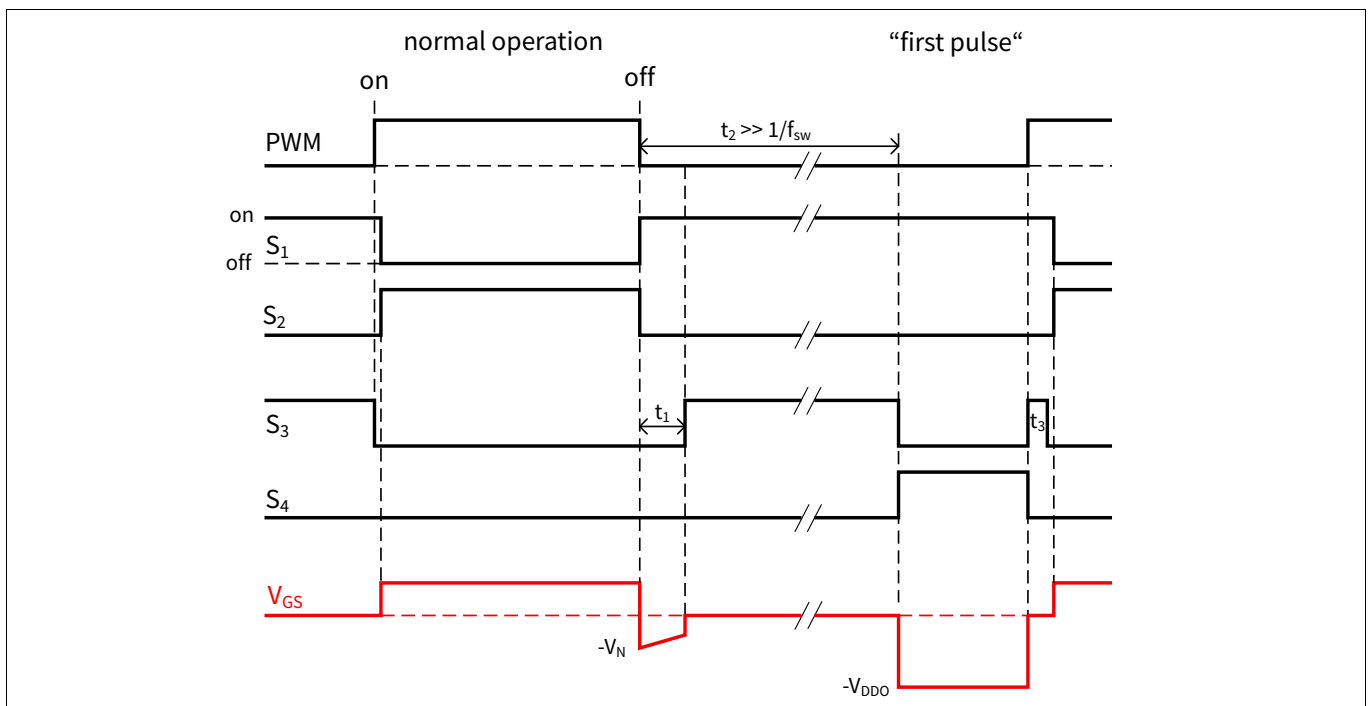 normal operation
“first pulse“
on
off
PWM
t₂ >> 1/fsw
on
S₁
off
S₂
S₃
t₁
t₃
S₄
VGS
-VN
-VDDO